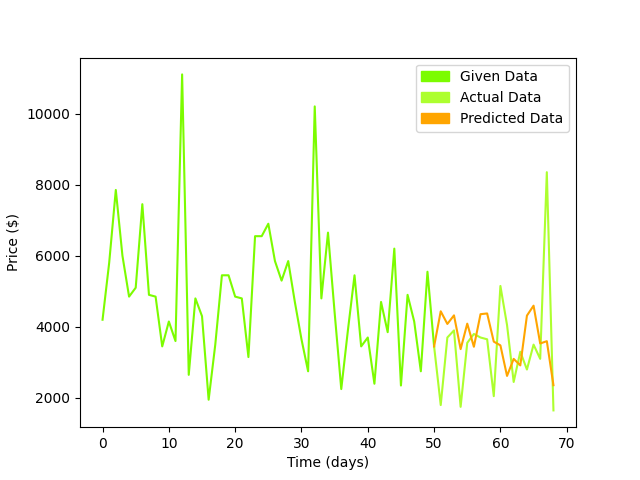 Given Data
Actual Data
Predicted Data
10000
8000
6000
4000
2000
Price ($)
0 10 20 30 40 50 60 70
Time (days)